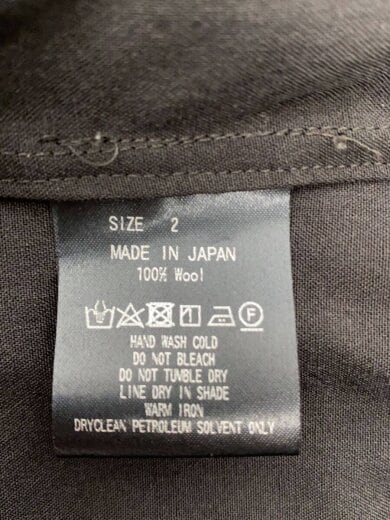 SIZE 2
MADE IN JAPAN
100% Wool
F
HAND WASH COLD
DO NOT BLEACH
DO NOT TUMBLE DRY
LINE DRY IN SHADE
WARM IRON
DRYCLEAN PETROLEUM SOLVENT ONLY